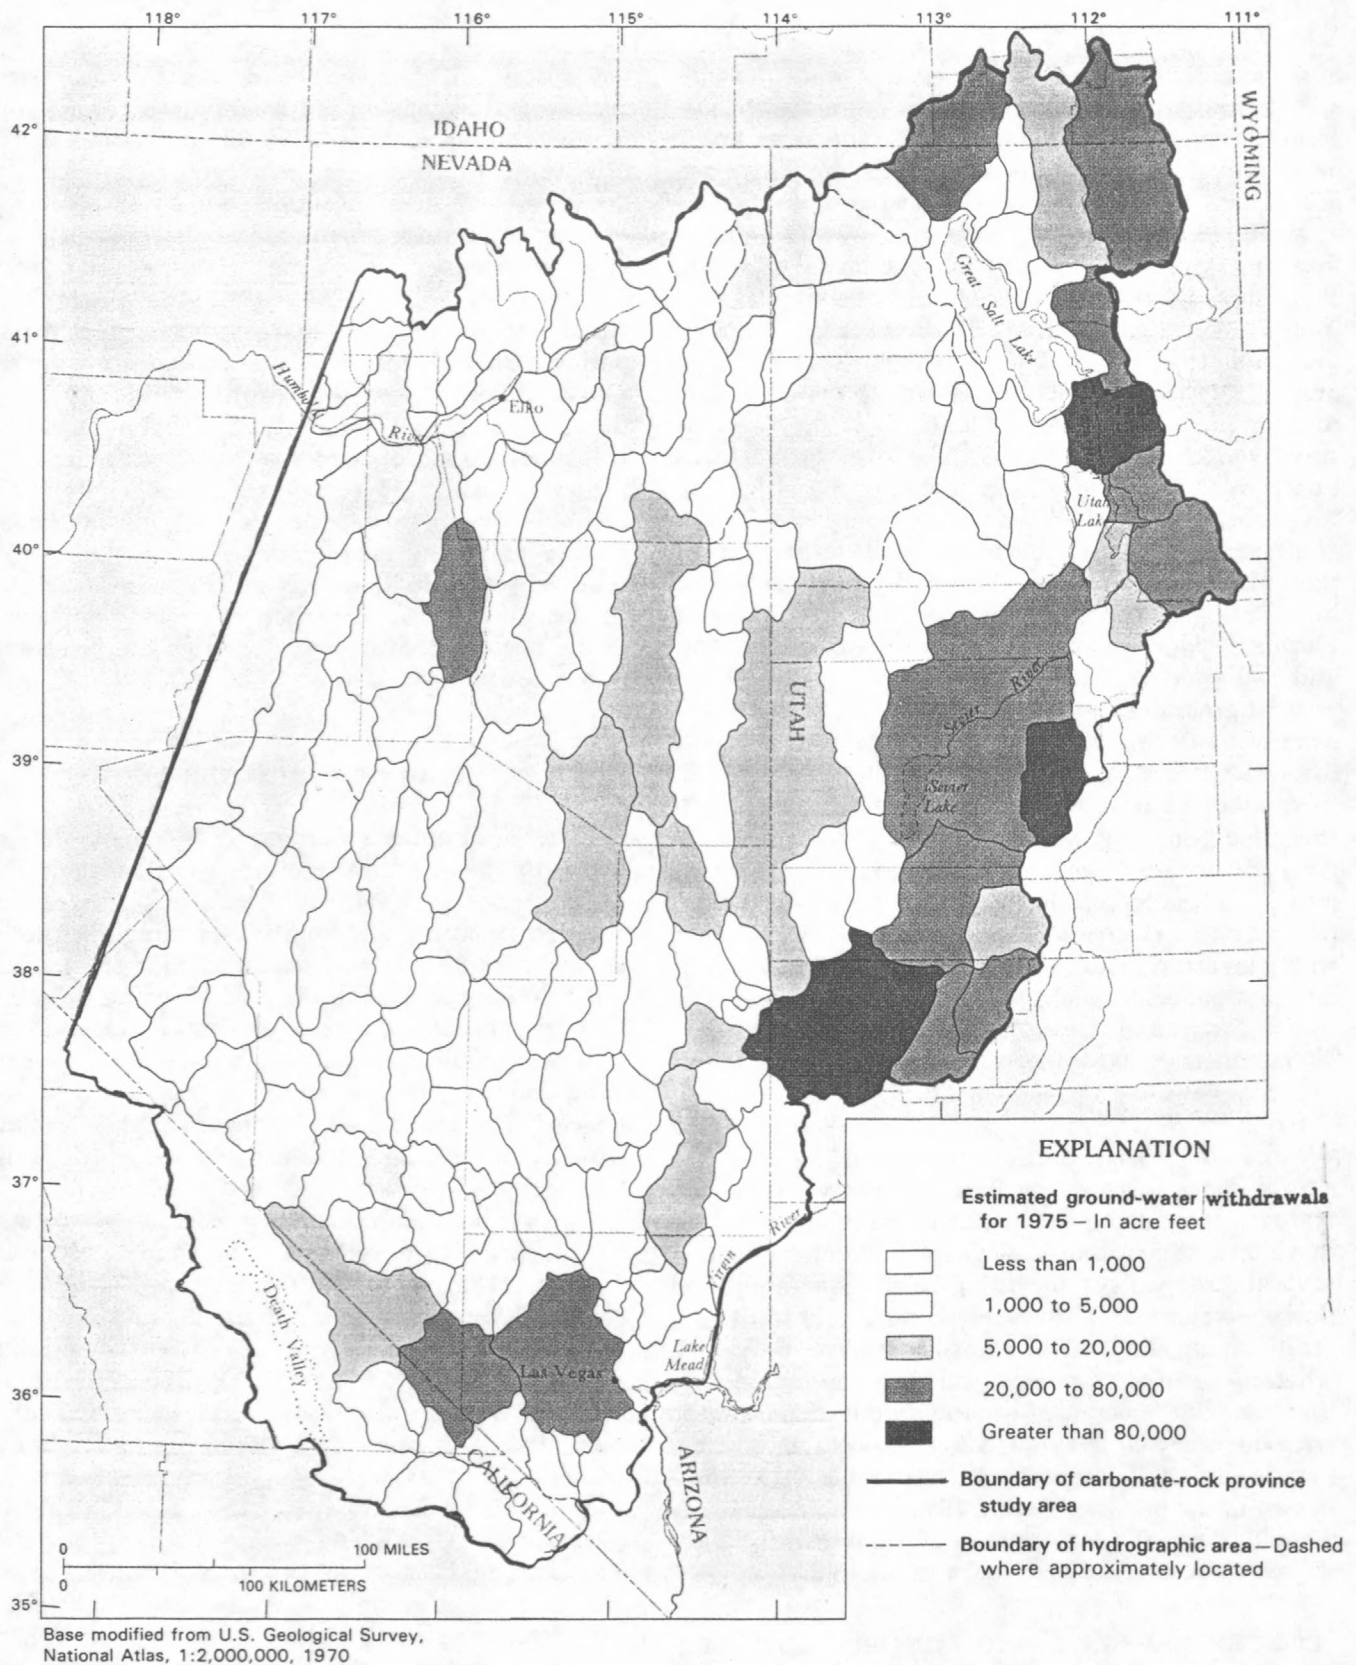 118° 117° 116° 115° 114° 113° 112° 111°
42°
IDAHO
NEVADA
WYOMING
Great Salt Lake
41°
Humboldt
River
Elko
Utah
Lake
40°
UTAH
Sevier River
39°
Sevier
Lake
38°
37°
Virgin River
Death Valley
Lake
Mead
Las Vegas
36°
CALIFORNIA
ARIZONA
35°
EXPLANATION
Estimated ground-water withdrawals
for 1975 – In acre feet
Less than 1,000
1,000 to 5,000
5,000 to 20,000
20,000 to 80,000
Greater than 80,000
Boundary of carbonate-rock province
study area
Boundary of hydrographic area—Dashed
where approximately located
0 100 MILES
0 100 KILOMETERS
Base modified from U.S. Geological Survey,
National Atlas, 1:2,000,000, 1970